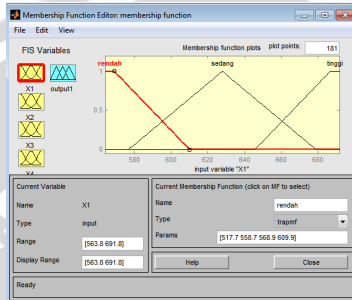 Membership Function Editor: membership function
File Edit View
FIS Variables
Membership function plots plot points: 181
rendah sedang tinggi
X1 output1
X2
X3
X4
1
0.5
0
580 600 620 640 660 680
input variable "X1"
Current Variable
Name X1
Type input
Range [563.8 691.8]
Display Range [563.8 691.8]
Current Membership Function (click on MF to select)
Name rendah
Type trapmf
Params [517.7 558.7 568.9 609.9]
Help Close
Ready